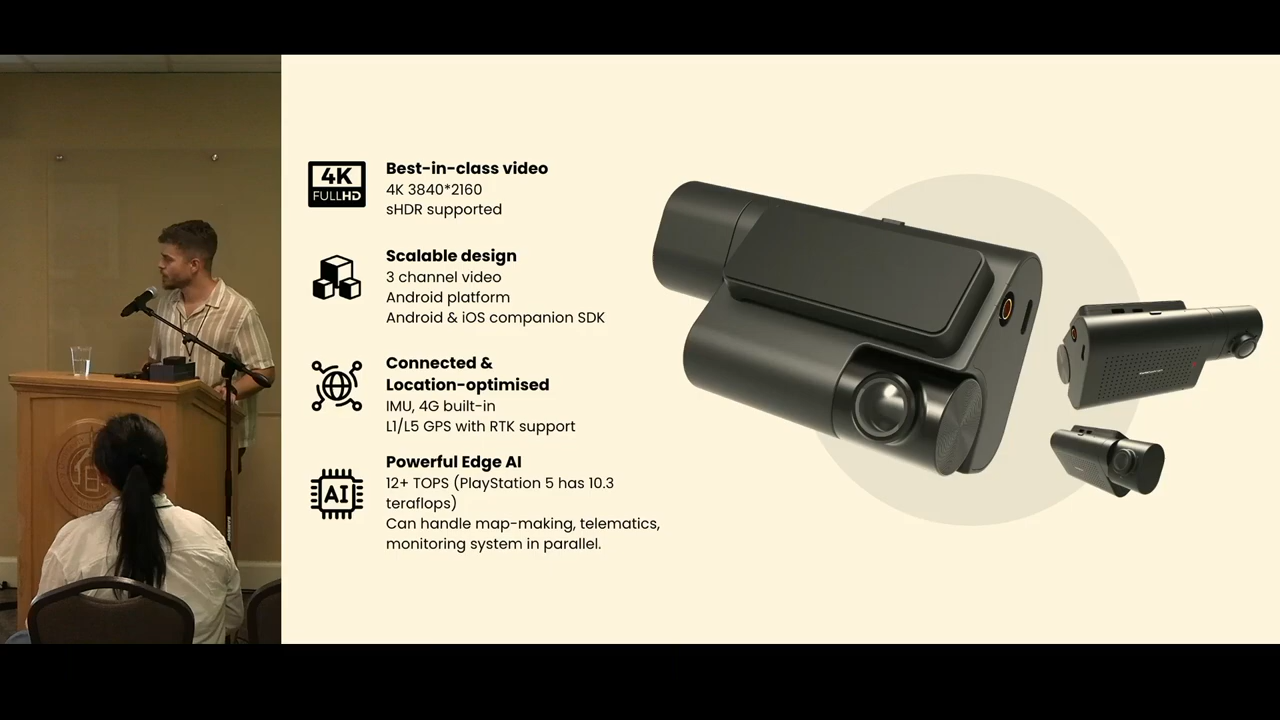 4K
FULLHD
Best-in-class video
4K 3840*2160
sHDR supported
Scalable design
3 channel video
Android platform
Android & iOS companion SDK
Connected &
Location-optimised
IMU, 4G built-in
L1/L5 GPS with RTK support
AI
Powerful Edge AI
12+ TOPS (PlayStation 5 has 10.3
teraflops)
Can handle map-making, telematics,
monitoring system in parallel.